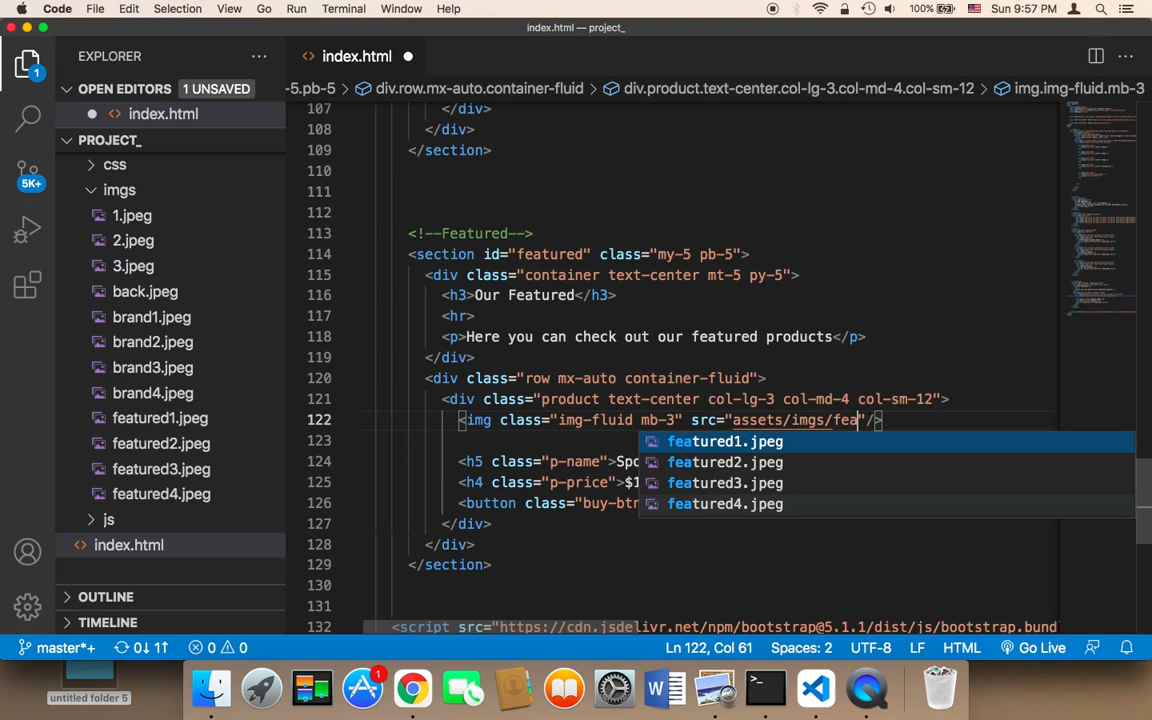 Code File Edit Selection View Go Run Terminal Window Help 100% Sun 9:57 PM
index.html — project_
EXPLORER
index.html
OPEN EDITORS 1 UNSAVED
-5.pb-5 > div.row.mx-auto.container-fluid > div.product.text-center.col-lg-3.col-md-4.col-sm-12 > img.img-fluid.mb-3
index.html
PROJECT_
css
imgs
1.jpeg
2.jpeg
3.jpeg
back.jpeg
brand1.jpeg
brand2.jpeg
brand3.jpeg
brand4.jpeg
featured1.jpeg
featured2.jpeg
featured3.jpeg
featured4.jpeg
js
index.html
OUTLINE
TIMELINE
1
5K+
107 </div>
108 </div>
109 </section>
110
111
112
113 <!--Featured-->
114 <section id="featured" class="my-5 pb-5">
115 <div class="container text-center mt-5 py-5">
116 <h3>Our Featured</h3>
117 <hr>
118 <p>Here you can check out our featured products</p>
119 </div>
120 <div class="row mx-auto container-fluid">
121 <div class="product text-center col-lg-3 col-md-4 col-sm-12">
122 <img class="img-fluid mb-3" src="assets/imgs/fea"/>
123
124 <h5 class="p-name">Spo
125 <h4 class="p-price">$1
126 <button class="buy-btn
127 </div>
128 </div>
129 </section>
130
131
132 <script src="https://cdn.jsdelivr.net/npm/bootstrap@5.1.1/dist/js/bootstrap.bund
featured1.jpeg
featured2.jpeg
featured3.jpeg
featured4.jpeg
master*+ 0↓ 1↑ 0 0 Ln 122, Col 61 Spaces: 2 UTF-8 LF HTML Go Live
untitled folder 5
1